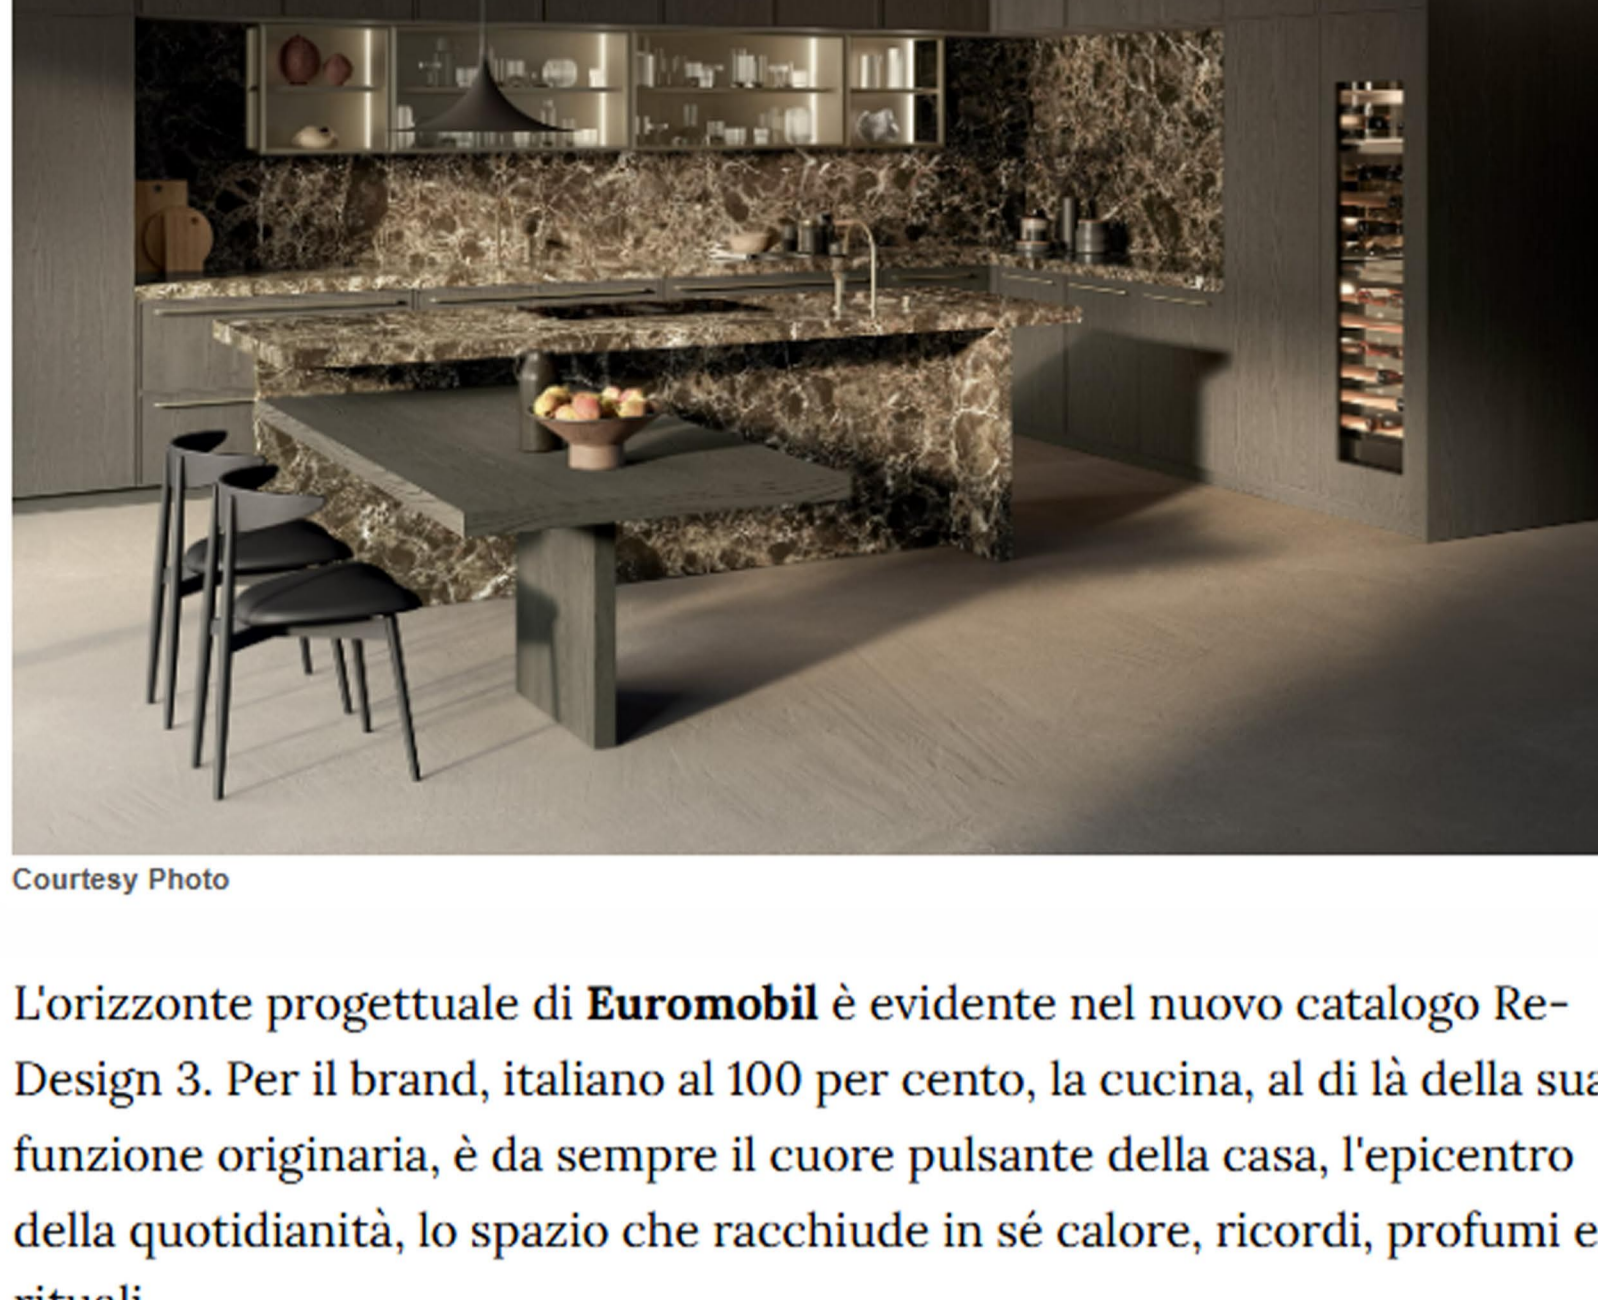 Courtesy Photo
L'orizzonte progettuale di Euromobil è evidente nel nuovo catalogo Re-
Design 3. Per il brand, italiano al 100 per cento, la cucina, al di là della sua
funzione originaria, è da sempre il cuore pulsante della casa, l'epicentro
della quotidianità, lo spazio che racchiude in sé calore, ricordi, profumi e
rituali